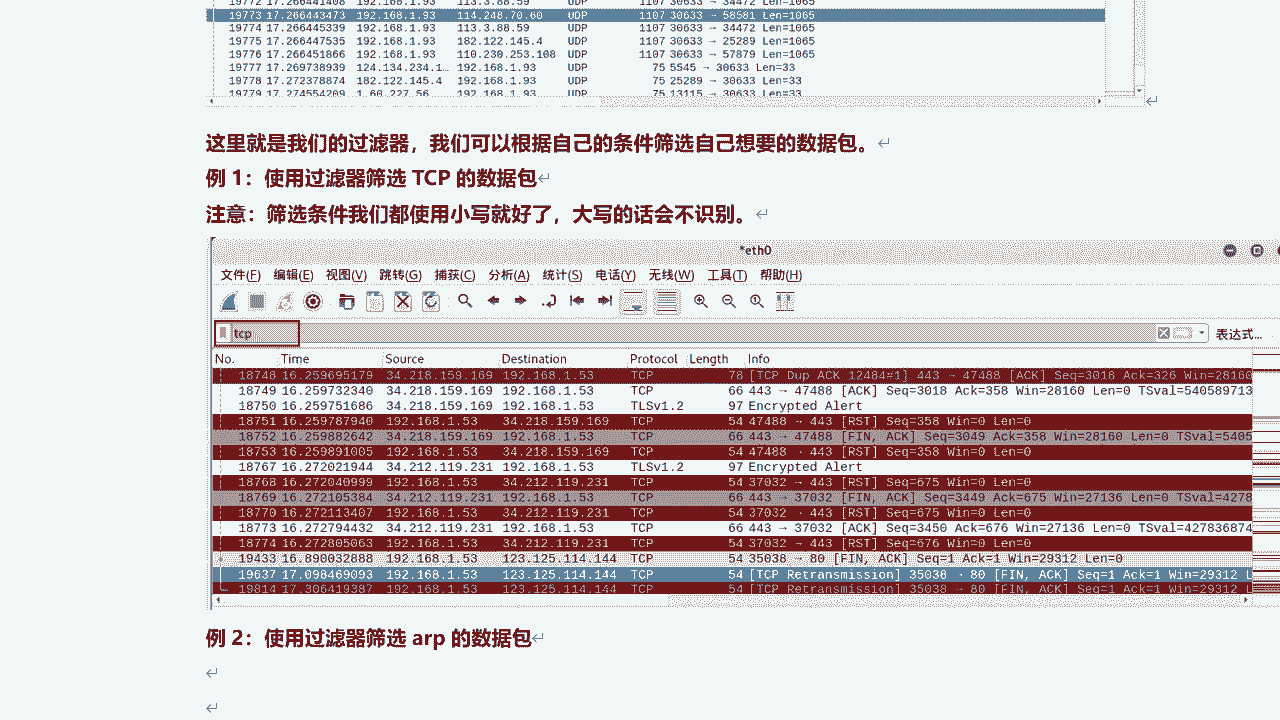 19772 17.266441408 192.168.1.93 113.3.88.59 UDP 1107 30633 → 34472 Len=1065
19773 17.266443473 192.168.1.93 114.248.70.60 UDP 1107 30633 → 58581 Len=1065
19774 17.266445339 192.168.1.93 113.3.88.59 UDP 1107 30633 → 34472 Len=1065
19775 17.266447535 192.168.1.93 182.122.145.4 UDP 1107 30633 → 25289 Len=1065
19776 17.266451866 192.168.1.93 110.230.253.108 UDP 1107 30633 → 57879 Len=1065
19777 17.269738939 124.134.234.1… 192.168.1.93 UDP 75 5545 → 30633 Len=33
19778 17.272378874 182.122.145.4 192.168.1.93 UDP 75 25289 → 30633 Len=33
19779 17.274554209 1.60.227.56 192.168.1.93 UDP 75 13115 → 30633 Len=33
这里就是我们的过滤器，我们可以根据自己的条件筛选自己想要的数据包。
例 1：使用过滤器筛选 TCP 的数据包
注意：筛选条件我们都使用小写就好了，大写的话会不识别。
*eth0
文件(F) 编辑(E) 视图(V) 跳转(G) 捕获(C) 分析(A) 统计(S) 电话(Y) 无线(W) 工具(T) 帮助(H)
tcp 表达式…
No. Time Source Destination Protocol Length Info
18748 16.259695179 34.218.159.169 192.168.1.53 TCP 78 [TCP Dup ACK 12484#1] 443 → 47488 [ACK] Seq=3018 Ack=326 Win=28160
18749 16.259732340 34.218.159.169 192.168.1.53 TCP 66 443 → 47488 [ACK] Seq=3018 Ack=358 Win=28160 Len=0 TSval=540589713
18750 16.259751686 34.218.159.169 192.168.1.53 TLSv1.2 97 Encrypted Alert
18751 16.259787940 192.168.1.53 34.218.159.169 TCP 54 47488 → 443 [RST] Seq=358 Win=0 Len=0
18752 16.259882642 34.218.159.169 192.168.1.53 TCP 66 443 → 47488 [FIN, ACK] Seq=3049 Ack=358 Win=28160 Len=0 TSval=5405
18753 16.259891005 192.168.1.53 34.218.159.169 TCP 54 47488 → 443 [RST] Seq=358 Win=0 Len=0
18767 16.272021944 34.212.119.231 192.168.1.53 TLSv1.2 97 Encrypted Alert
18768 16.272040999 192.168.1.53 34.212.119.231 TCP 54 37032 → 443 [RST] Seq=675 Win=0 Len=0
18769 16.272105384 34.212.119.231 192.168.1.53 TCP 66 443 → 37032 [FIN, ACK] Seq=3449 Ack=675 Win=27136 Len=0 TSval=4278
18770 16.272113407 192.168.1.53 34.212.119.231 TCP 54 37032 → 443 [RST] Seq=675 Win=0 Len=0
18773 16.272794432 34.212.119.231 192.168.1.53 TCP 66 443 → 37032 [ACK] Seq=3450 Ack=676 Win=27136 Len=0 TSval=427836874
18774 16.272805063 192.168.1.53 34.212.119.231 TCP 54 37032 → 443 [RST] Seq=676 Win=0 Len=0
19433 16.890032888 192.168.1.53 123.125.114.144 TCP 54 35038 → 80 [FIN, ACK] Seq=1 Ack=1 Win=29312 Len=0
19637 17.098469093 192.168.1.53 123.125.114.144 TCP 54 [TCP Retransmission] 35038 → 80 [FIN, ACK] Seq=1 Ack=1 Win=29312 L
19814 17.306419387 192.168.1.53 123.125.114.144 TCP 54 [TCP Retransmission] 35038 → 80 [FIN, ACK] Seq=1 Ack=1 Win=29312 L
例 2：使用过滤器筛选 arp 的数据包